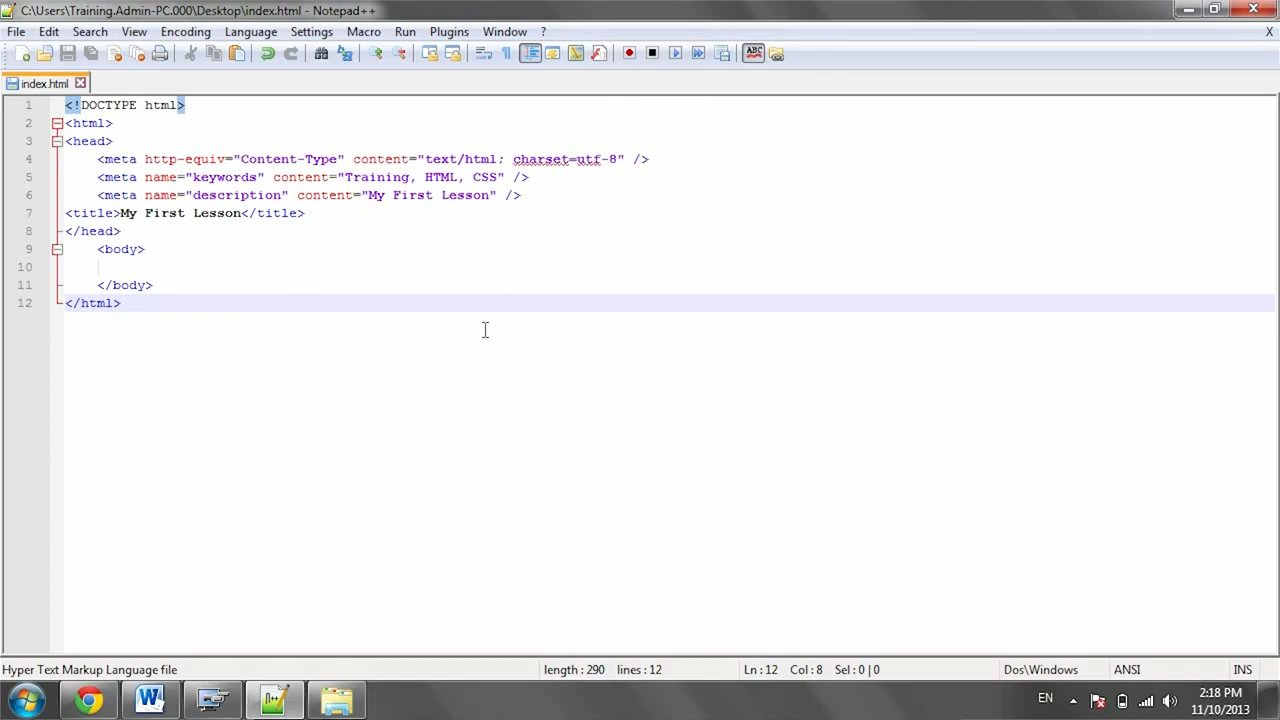 C:\Users\Training.Admin-PC.000\Desktop\index.html - Notepad++
File Edit Search View Encoding Language Settings Macro Run Plugins Window ? X
ABC
index.html
1 <!DOCTYPE html>
2 <html>
3 <head>
4 <meta http-equiv="Content-Type" content="text/html; charset=utf-8" />
5 <meta name="keywords" content="Training, HTML, CSS" />
6 <meta name="description" content="My First Lesson" />
7 <title>My First Lesson</title>
8 </head>
9 <body>
10
11 </body>
12 </html>
Hyper Text Markup Language file length : 290 lines : 12 Ln : 12 Col : 8 Sel : 0 | 0 Dos\Windows ANSI INS
EN 2:18 PM
11/10/2013